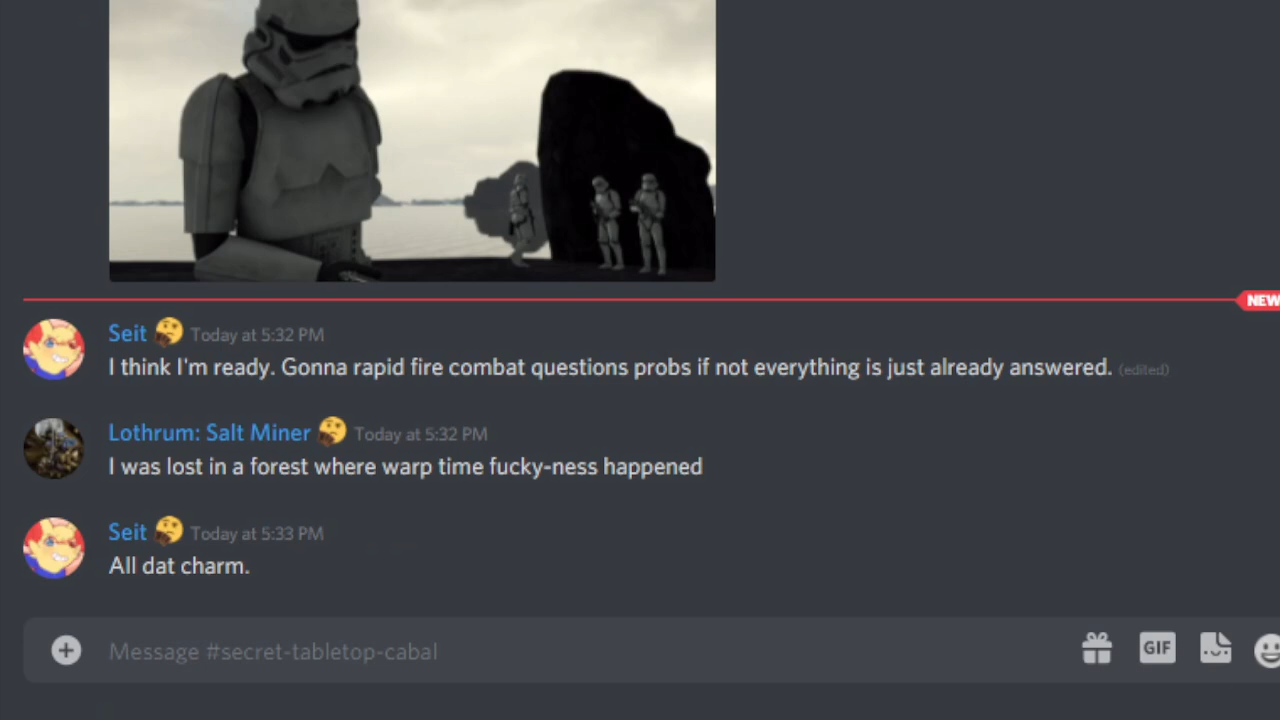 NEW
Seit 🤔 Today at 5:32 PM
I think I'm ready. Gonna rapid fire combat questions probs if not everything is just already answered. (edited)
Lothrum: Salt Miner 🤔 Today at 5:32 PM
I was lost in a forest where warp time fucky-ness happened
Seit 🤔 Today at 5:33 PM
All dat charm.
Message #secret-tabletop-cabal
GIF